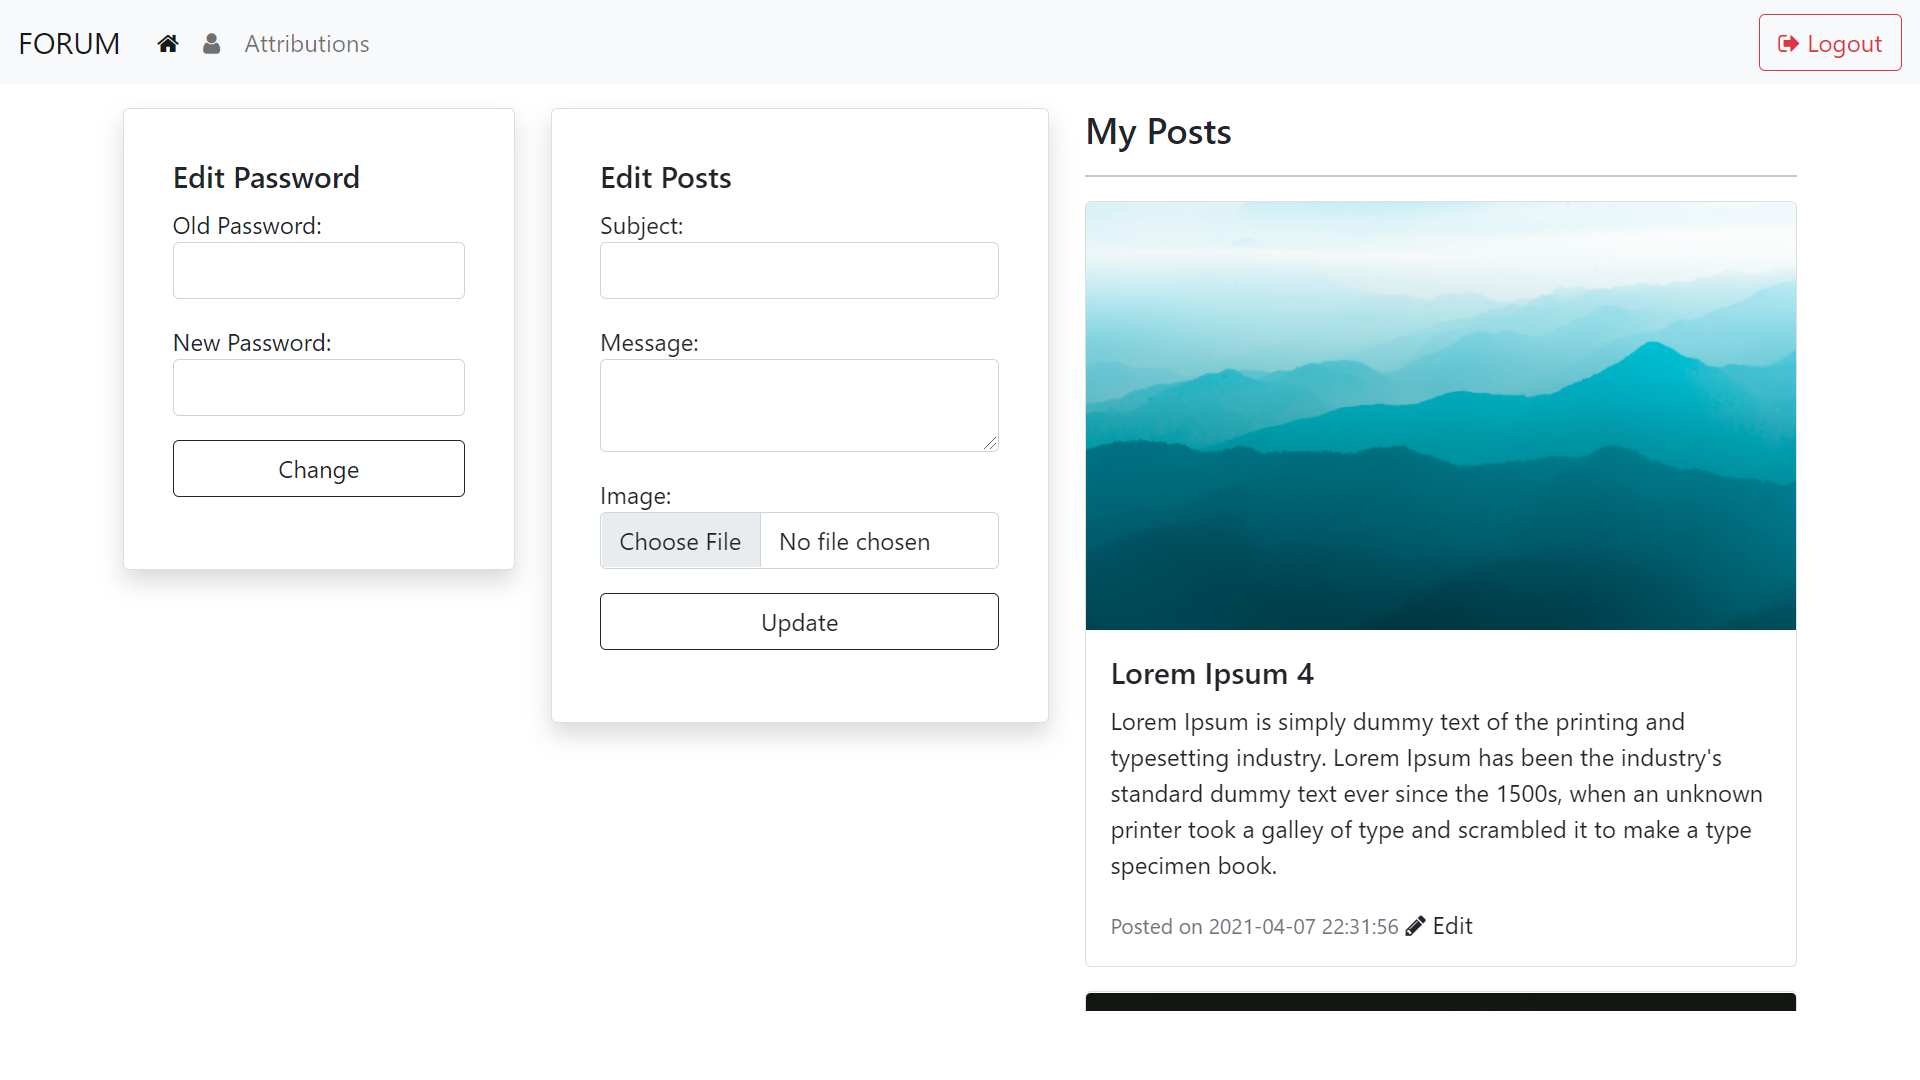 FORUM
Attributions
Logout
Edit Password
Old Password:
New Password:
Change
Edit Posts
Subject:
Message:
Image:
Choose File No file chosen
Update
My Posts
Lorem Ipsum 4
Lorem Ipsum is simply dummy text of the printing and
typesetting industry. Lorem Ipsum has been the industry's
standard dummy text ever since the 1500s, when an unknown
printer took a galley of type and scrambled it to make a type
specimen book.
Posted on 2021-04-07 22:31:56 Edit